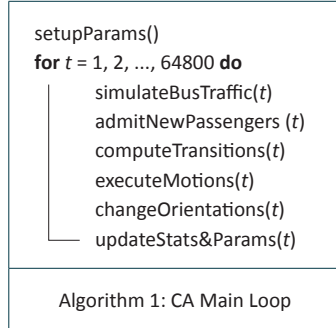 setupParams()
for t = 1, 2, ..., 64800 do
simulateBusTraffic(t)
admitNewPassengers (t)
computeTransitions(t)
executeMotions(t)
changeOrientations(t)
updateStats&Params(t)
Algorithm 1: CA Main Loop